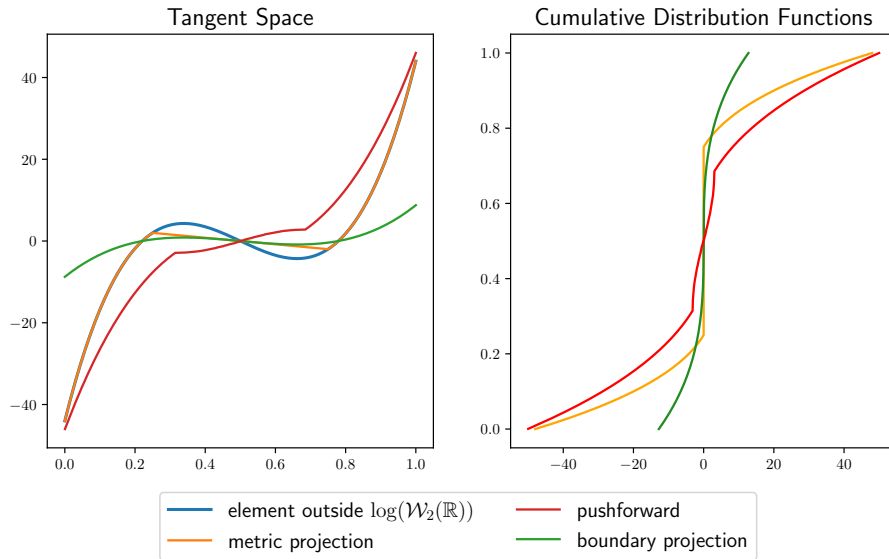 Tangent Space
Cumulative Distribution Functions
40
20
0
−20
−40
0.0 0.2 0.4 0.6 0.8 1.0
1.0
0.8
0.6
0.4
0.2
0.0
−40 −20 0 20 40
element outside log(𝒲₂(ℝ))
metric projection
pushforward
boundary projection